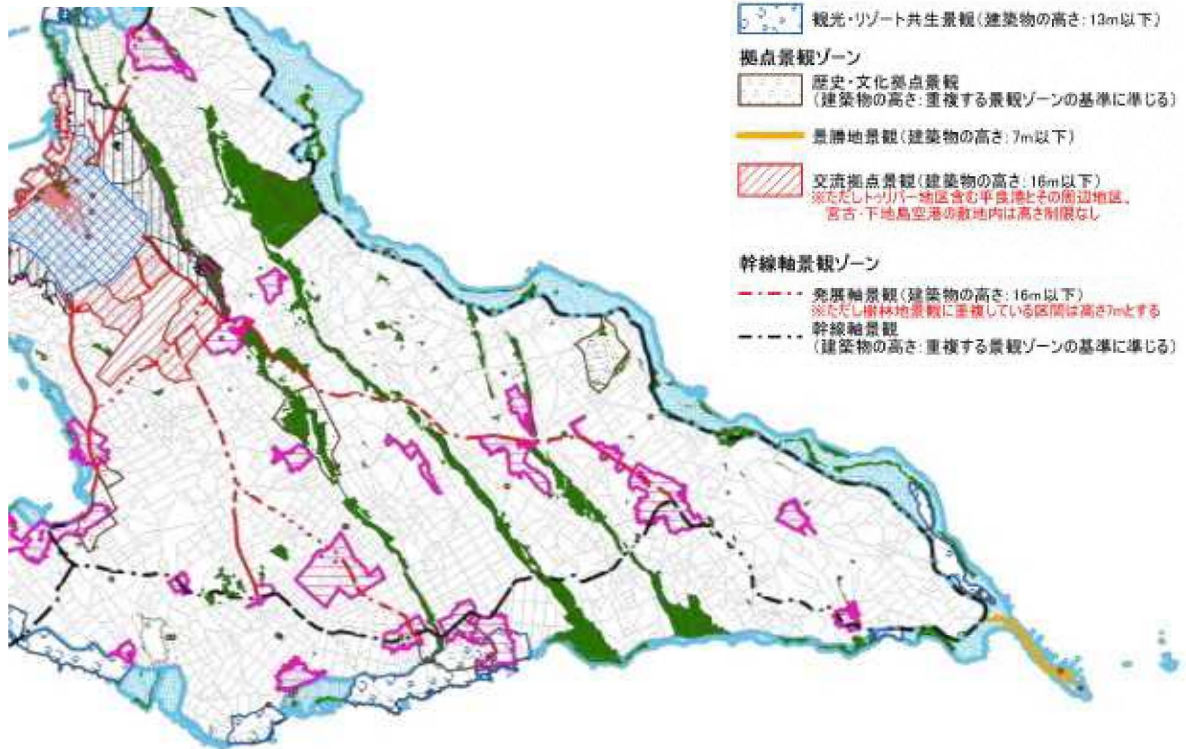 観光・リゾート共生景観(建築物の高さ:13m以下)
拠点景観ゾーン
歴史・文化拠点景観
(建築物の高さ:重複する景観ゾーンの基準に準じる)
景勝地景観(建築物の高さ:7m以下)
交流拠点景観(建築物の高さ:16m以下)
※ただしトゥリバー地区含む平良港とその周辺地区、
宮古・下地島空港の敷地内は高さ制限なし
幹線軸景観ゾーン
発展軸景観(建築物の高さ:16m以下)
※ただし樹林地景観に重複している区間は高さ7mとする
幹線軸景観
(建築物の高さ:重複する景観ゾーンの基準に準じる)